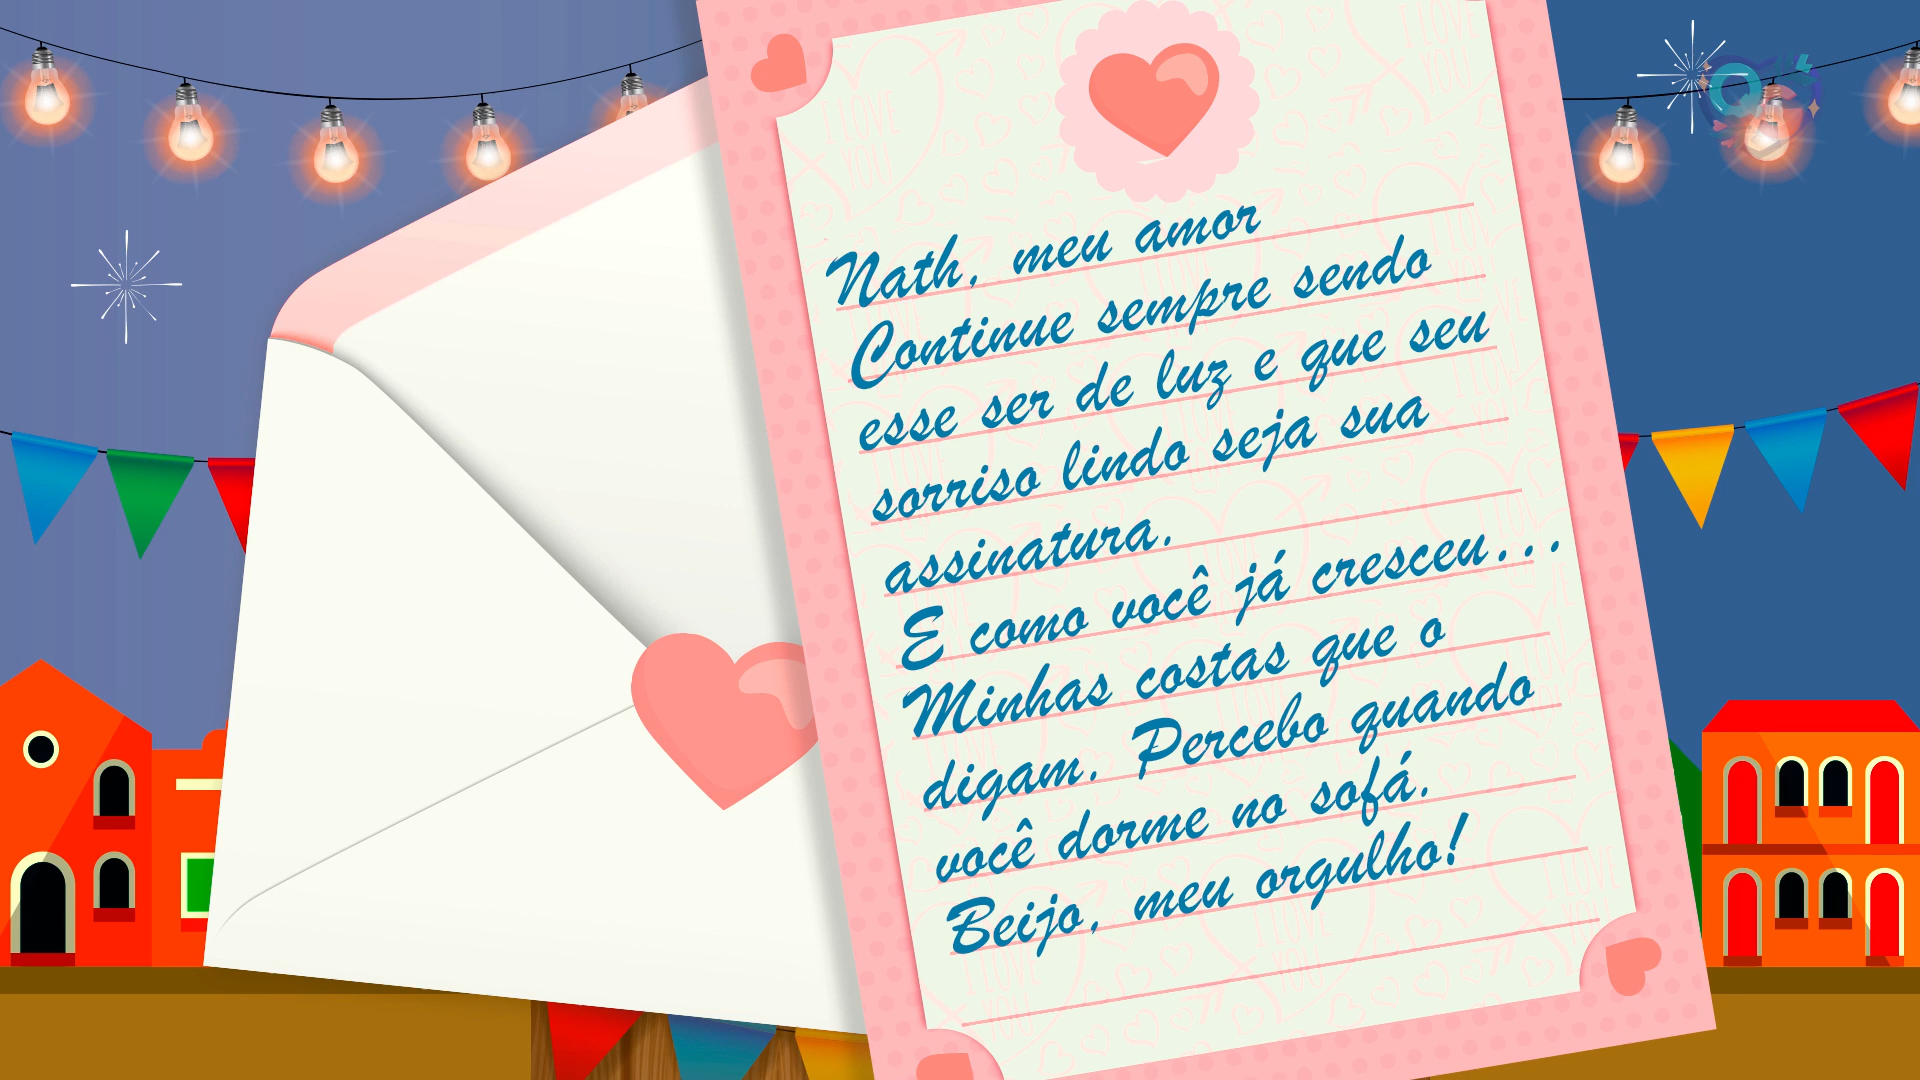 Nath, meu amor
Continue sempre sendo
esse ser de luz e que seu
sorriso lindo seja sua
assinatura.
E como você já cresceu...
Minhas costas que o
digam. Percebo quando
você dorme no sofá.
Beijo, meu orgulho!